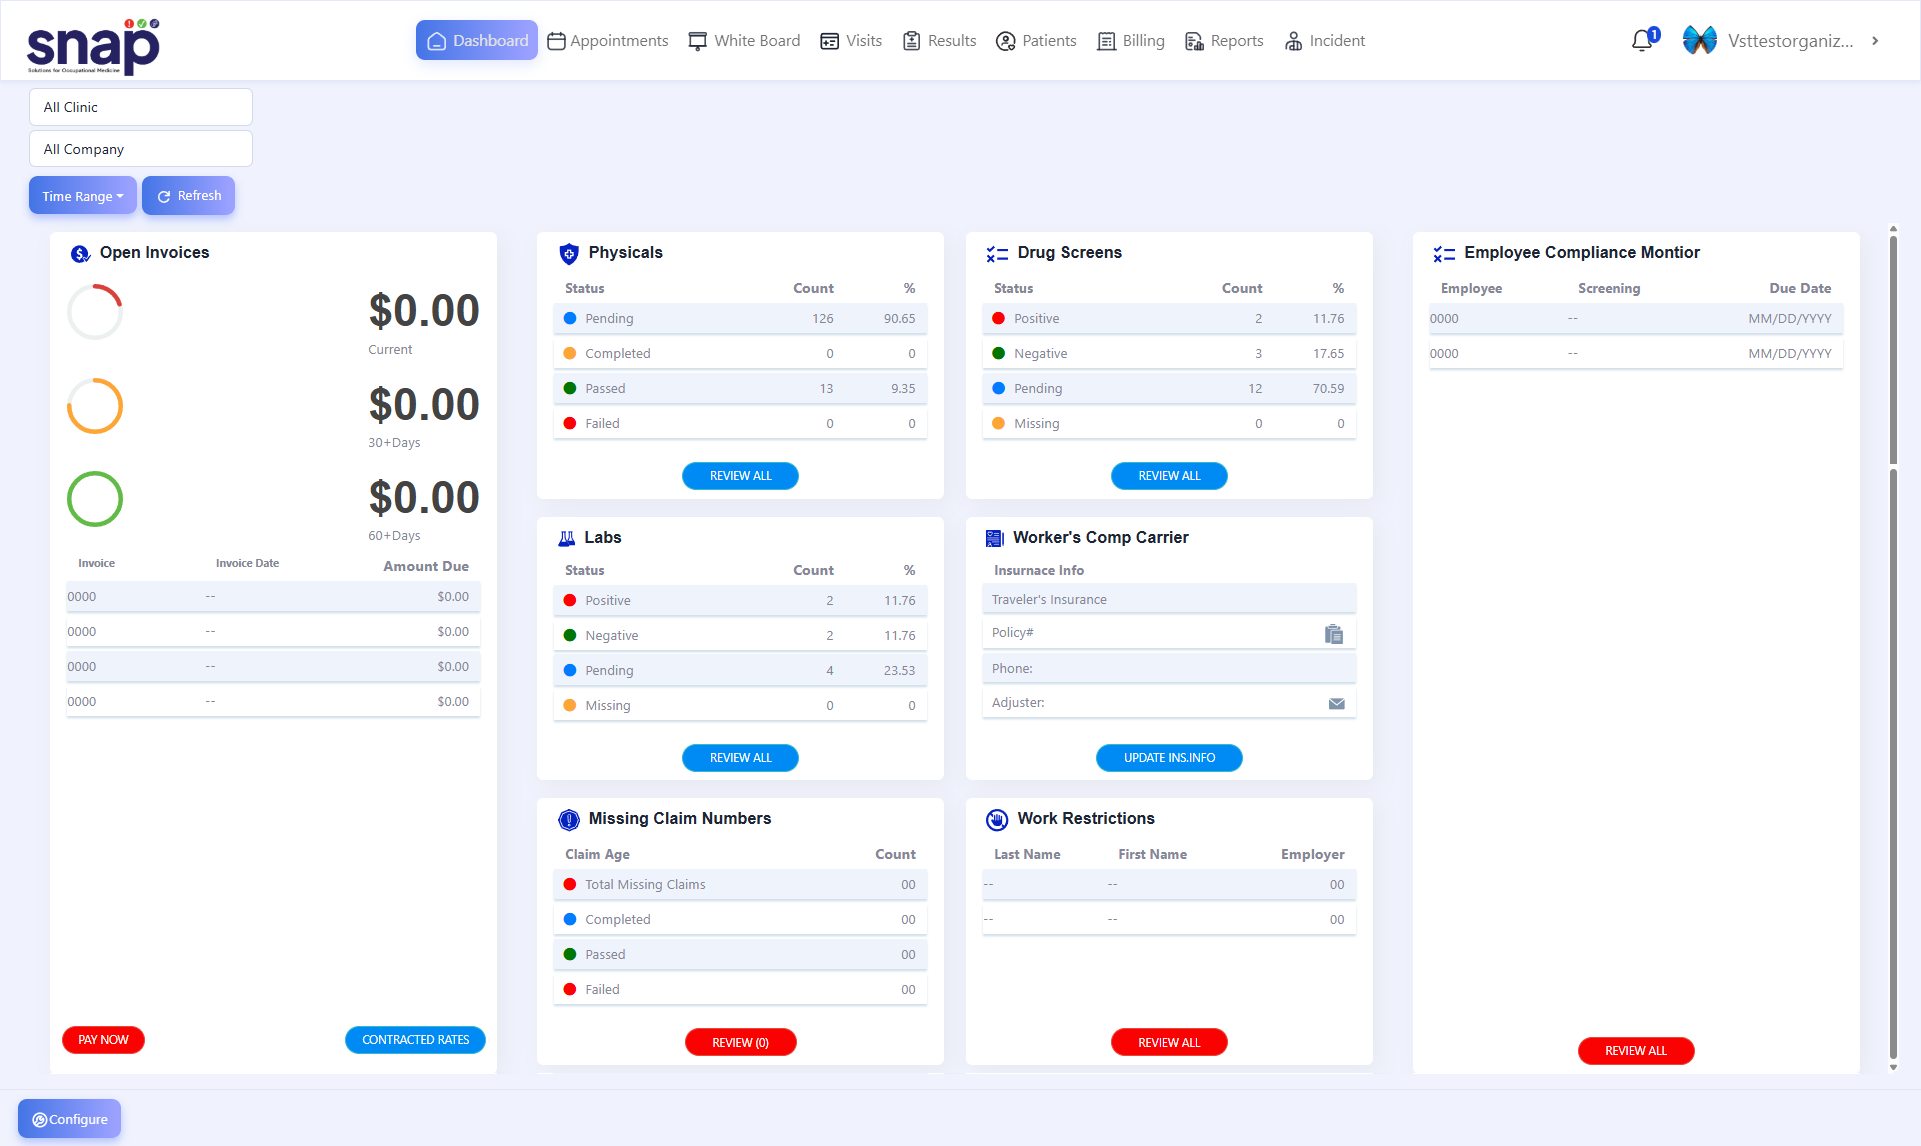 snap
Solutions for Occupational Medicine
Dashboard
Appointments
White Board
Visits
Results
Patients
Billing
Reports
Incident
1
Vsttestorganiz...
All Clinic
All Company
Time Range
Refresh
Open Invoices
$0.00
Current
$0.00
30+Days
$0.00
60+Days
Invoice Invoice Date Amount Due
0000 -- $0.00
0000 -- $0.00
0000 -- $0.00
0000 -- $0.00
PAY NOW
CONTRACTED RATES
Physicals
Status Count %
Pending 126 90.65
Completed 0 0
Passed 13 9.35
Failed 0 0
REVIEW ALL
Drug Screens
Status Count %
Positive 2 11.76
Negative 3 17.65
Pending 12 70.59
Missing 0 0
REVIEW ALL
Labs
Status Count %
Positive 2 11.76
Negative 2 11.76
Pending 4 23.53
Missing 0 0
REVIEW ALL
Worker's Comp Carrier
Insurnace Info
Traveler's Insurance
Policy#
Phone:
Adjuster:
UPDATE INS.INFO
Missing Claim Numbers
Claim Age Count
Total Missing Claims 00
Completed 00
Passed 00
Failed 00
REVIEW (0)
Work Restrictions
Last Name First Name Employer
-- -- 00
-- -- 00
REVIEW ALL
Employee Compliance Montior
Employee Screening Due Date
0000 -- MM/DD/YYYY
0000 -- MM/DD/YYYY
REVIEW ALL
Configure